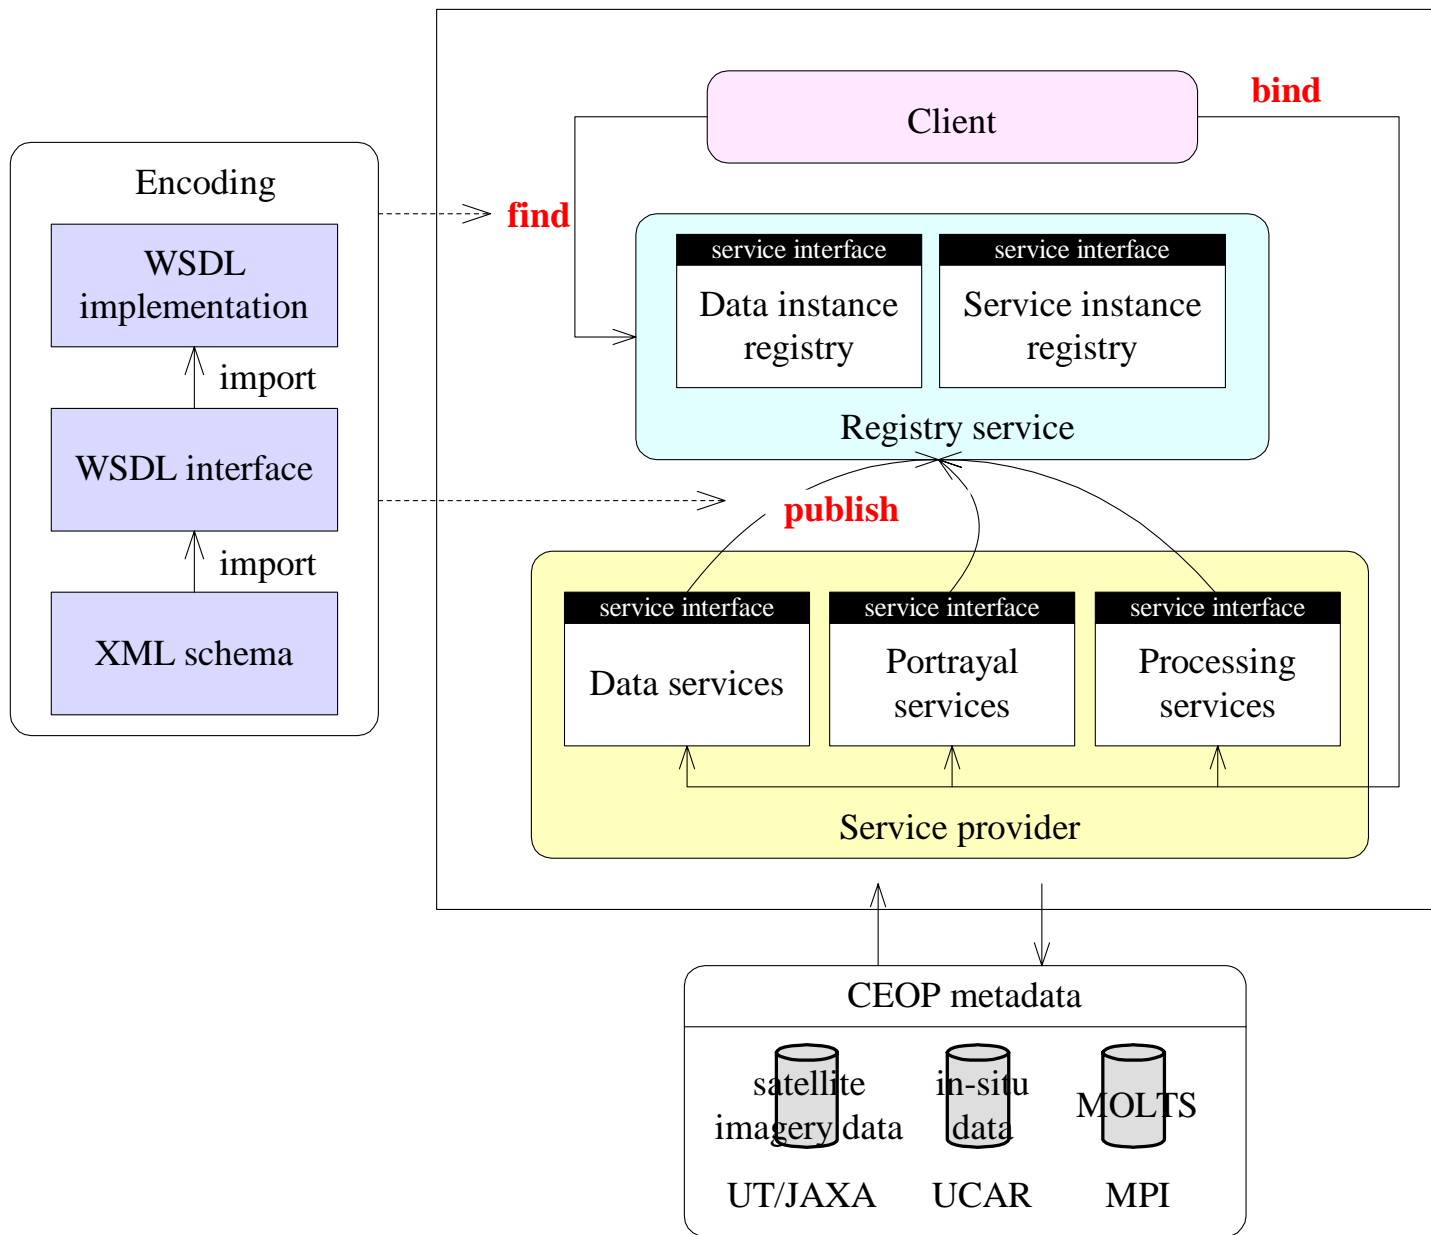 Client
bind
Encoding
find
WSDL
implementation
import
WSDL interface
import
XML schema
service interface
Data instance
registry
service interface
Service instance
registry
Registry service
publish
service interface
Data services
service interface
Portrayal
services
service interface
Processing
services
Service provider
CEOP metadata
satellite
imagery data
in-situ
data
MOLTS
UT/JAXA
UCAR
MPI